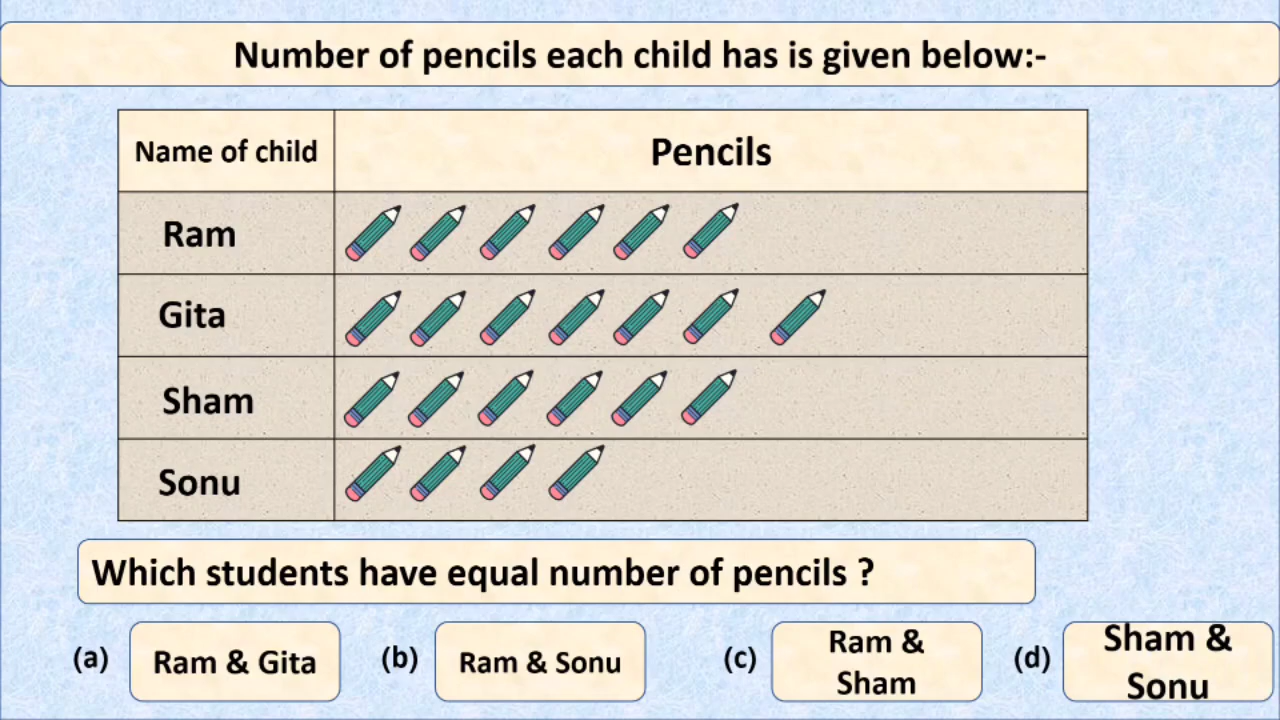 Number of pencils each child has is given below:-
Name of child
Pencils
Ram
Gita
Sham
Sonu
Which students have equal number of pencils ?
(a)
Ram & Gita
(b)
Ram & Sonu
(c)
Ram &
Sham
(d)
Sham &
Sonu